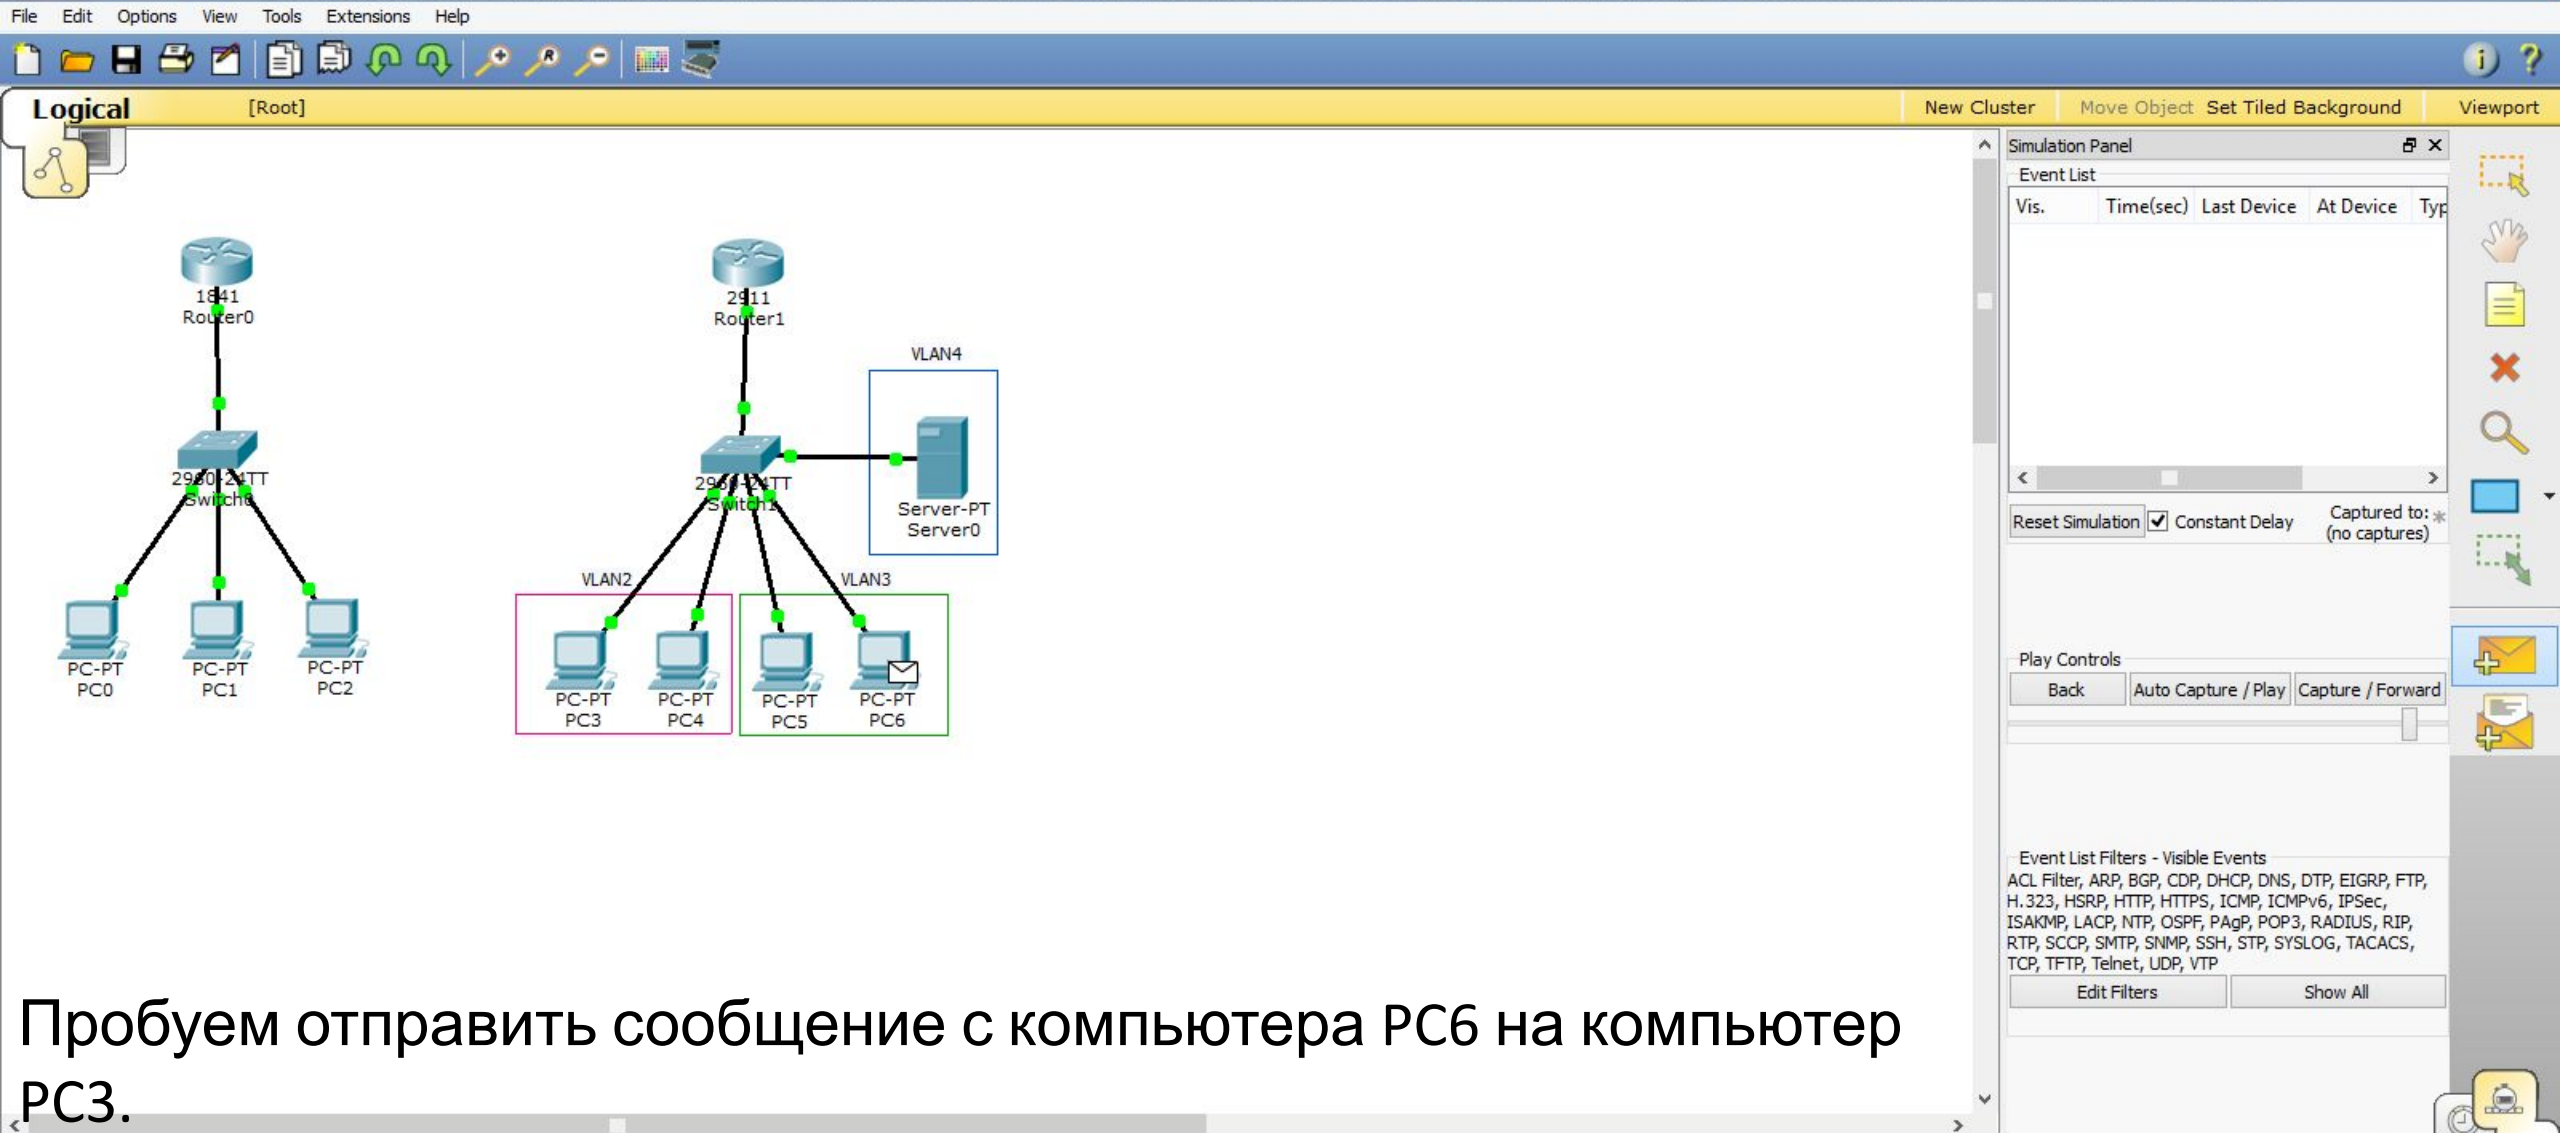 File Edit Options View Tools Extensions Help
Logical [Root] New Cluster Move Object Set Tiled Background Viewport
Simulation Panel
Event List
Vis. Time(sec) Last Device At Device Typ
1841
Router0
2911
Router1
VLAN4
2960-24TT
Switch0
2960-24TT
Switch1
Server-PT
Server0
Reset Simulation Constant Delay Captured to: *
(no captures)
VLAN2 VLAN3
PC-PT
PC0
PC-PT
PC1
PC-PT
PC2
PC-PT
PC3
PC-PT
PC4
PC-PT
PC5
PC-PT
PC6
Play Controls
Back Auto Capture / Play Capture / Forward
Event List Filters - Visible Events
ACL Filter, ARP, BGP, CDP, DHCP, DNS, DTP, EIGRP, FTP,
H.323, HSRP, HTTP, HTTPS, ICMP, ICMPv6, IPSec,
ISAKMP, LACP, NTP, OSPF, PAgP, POP3, RADIUS, RIP,
RTP, SCCP, SMTP, SNMP, SSH, STP, SYSLOG, TACACS,
TCP, TFTP, Telnet, UDP, VTP
Edit Filters Show All
Пробуем отправить сообщение с компьютера PC6 на компьютер
PC3.